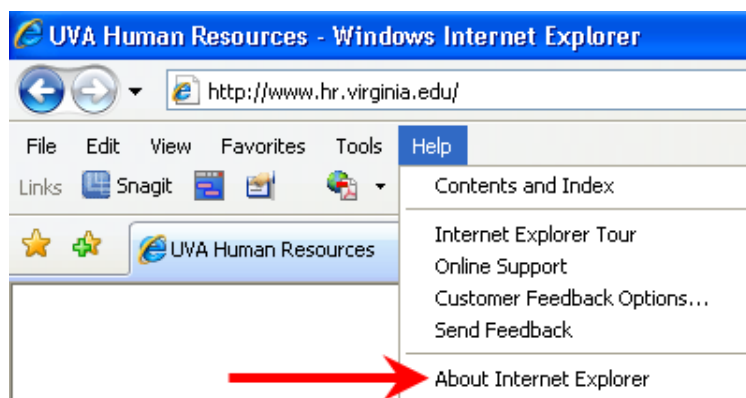 UVA Human Resources - Windows Internet Explorer
http://www.hr.virginia.edu/
File Edit View Favorites Tools Help
Links Snagit
Contents and Index
UVA Human Resources
Internet Explorer Tour
Online Support
Customer Feedback Options...
Send Feedback
About Internet Explorer